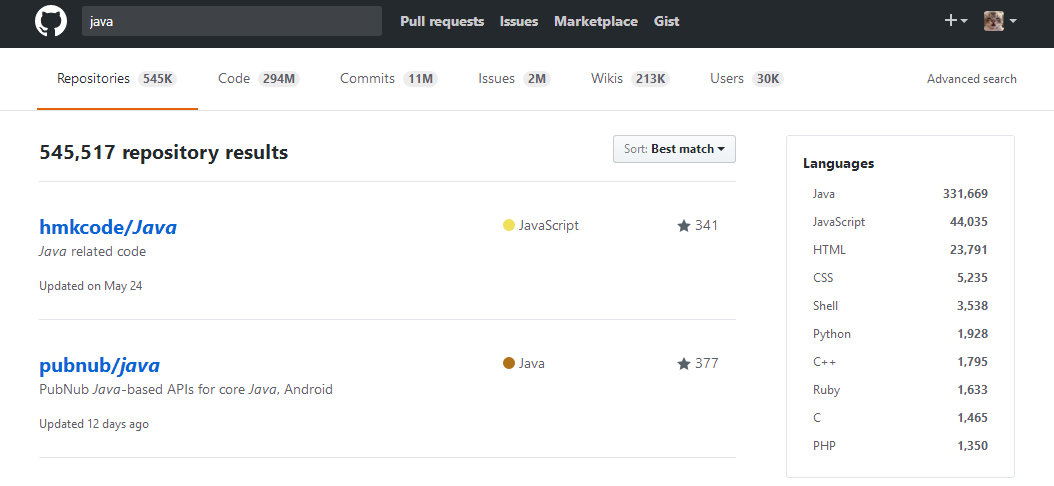 java Pull requests Issues Marketplace Gist
Repositories 545K Code 294M Commits 11M Issues 2M Wikis 213K Users 30K Advanced search
545,517 repository results
Sort: Best match
hmkcode/Java JavaScript 341
Java related code
Updated on May 24
pubnub/java Java 377
PubNub Java-based APIs for core Java, Android
Updated 12 days ago
Languages
Java 331,669
JavaScript 44,035
HTML 23,791
CSS 5,235
Shell 3,538
Python 1,928
C++ 1,795
Ruby 1,633
C 1,465
PHP 1,350